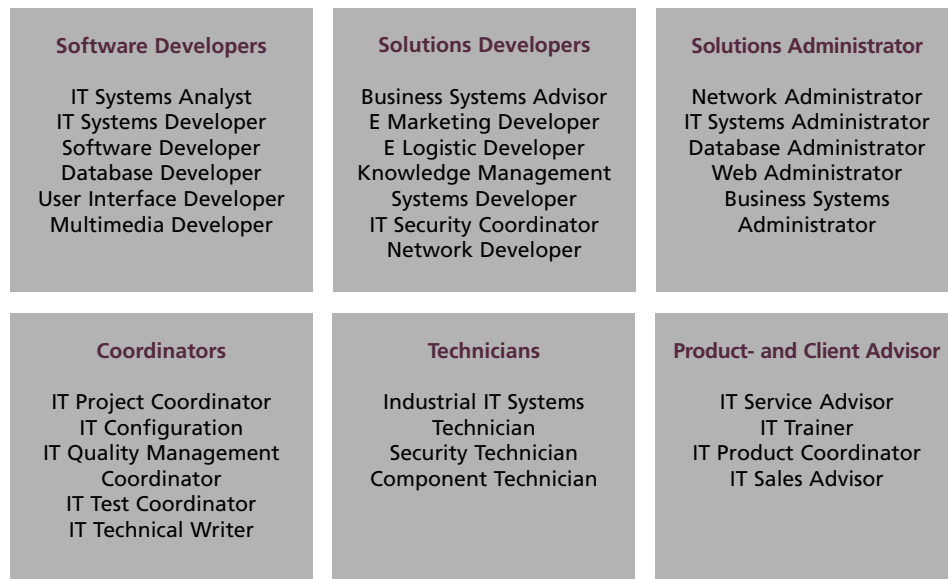 Software Developers
IT Systems Analyst
IT Systems Developer
Software Developer
Database Developer
User Interface Developer
Multimedia Developer
Solutions Developers
Business Systems Advisor
E Marketing Developer
E Logistic Developer
Knowledge Management
Systems Developer
IT Security Coordinator
Network Developer
Solutions Administrator
Network Administrator
IT Systems Administrator
Database Administrator
Web Administrator
Business Systems
Administrator
Coordinators
IT Project Coordinator
IT Configuration
IT Quality Management
Coordinator
IT Test Coordinator
IT Technical Writer
Technicians
Industrial IT Systems
Technician
Security Technician
Component Technician
Product- and Client Advisor
IT Service Advisor
IT Trainer
IT Product Coordinator
IT Sales Advisor